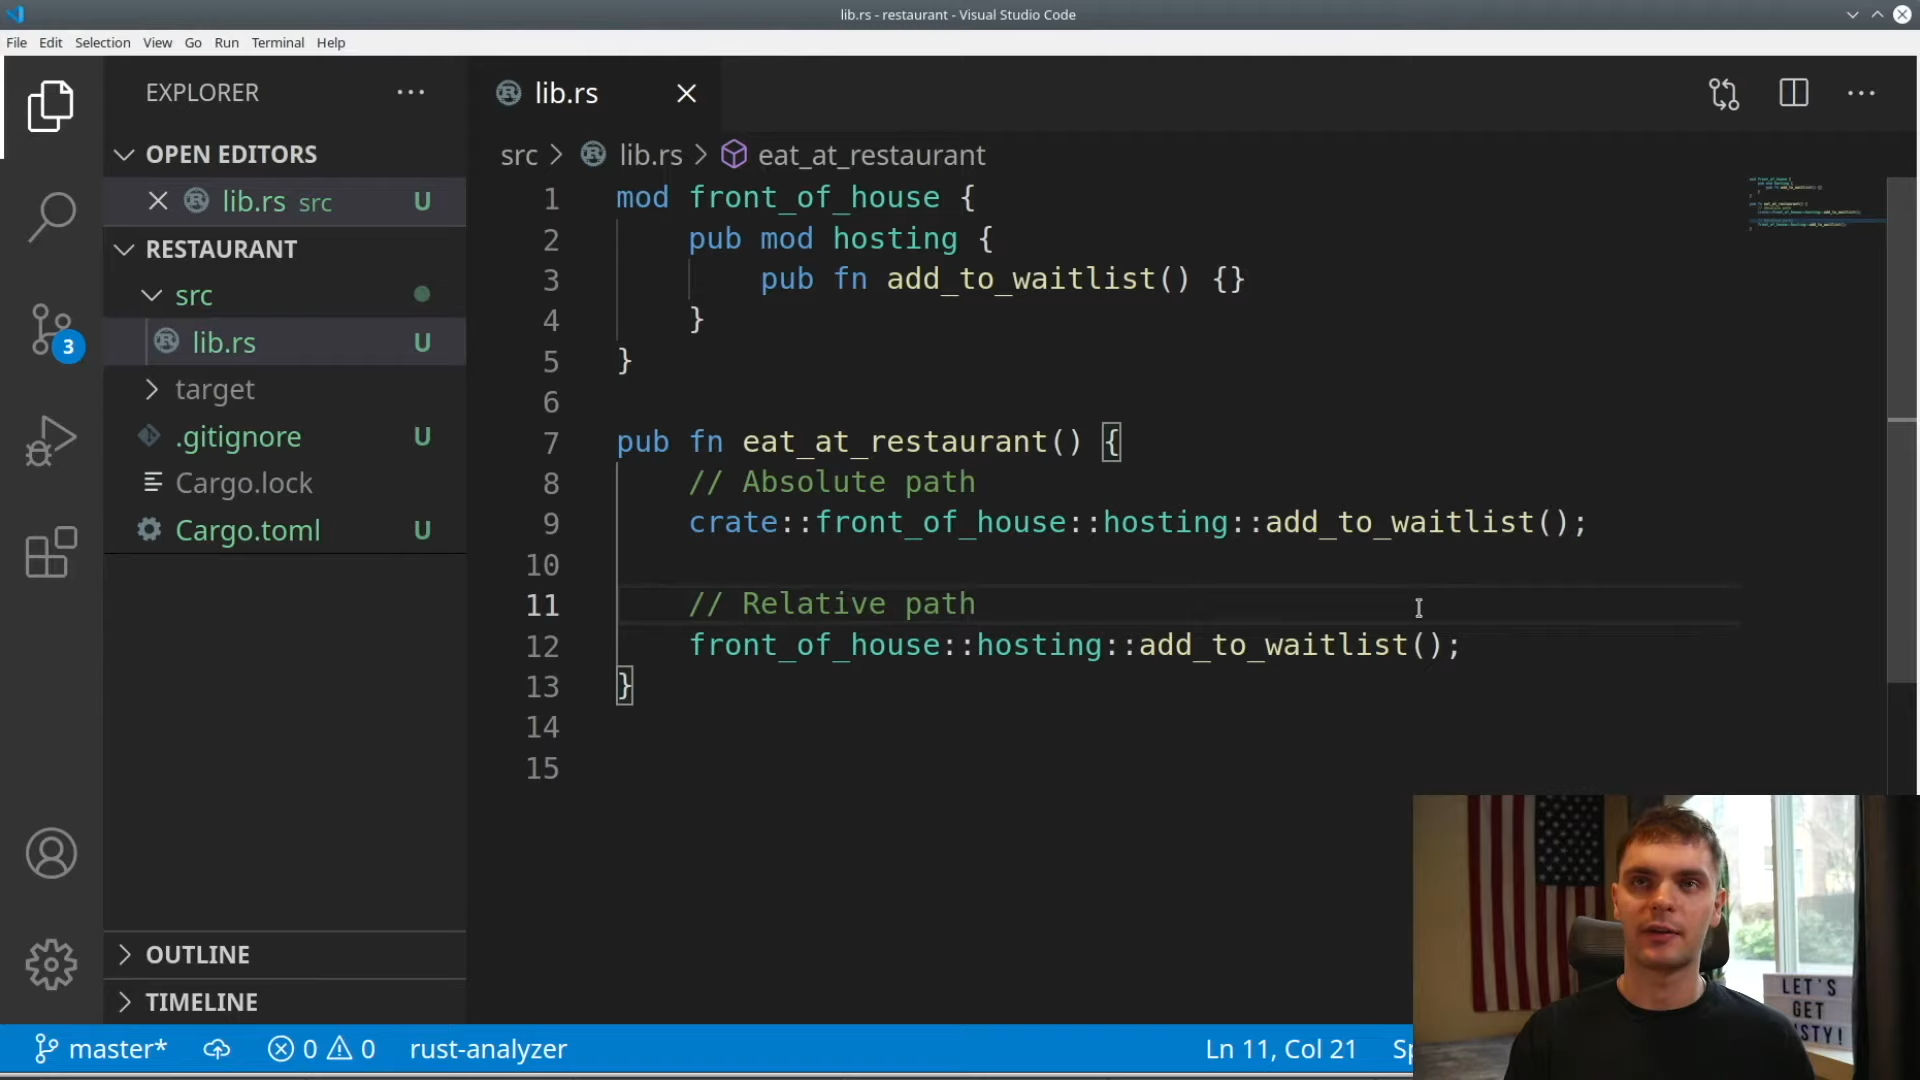 lib.rs - restaurant - Visual Studio Code
File Edit Selection View Go Run Terminal Help
EXPLORER
OPEN EDITORS
lib.rs src U
RESTAURANT
src
lib.rs U
target
.gitignore U
Cargo.lock
Cargo.toml U
OUTLINE
TIMELINE
3
lib.rs
src > lib.rs > eat_at_restaurant
1 mod front_of_house {
2 pub mod hosting {
3 pub fn add_to_waitlist() {}
4 }
5 }
6
7 pub fn eat_at_restaurant() {
8 // Absolute path
9 crate::front_of_house::hosting::add_to_waitlist();
10
11 // Relative path
12 front_of_house::hosting::add_to_waitlist();
13 }
14
15
LET'S
GET
master* 0 0 rust-analyzer Ln 11, Col 21